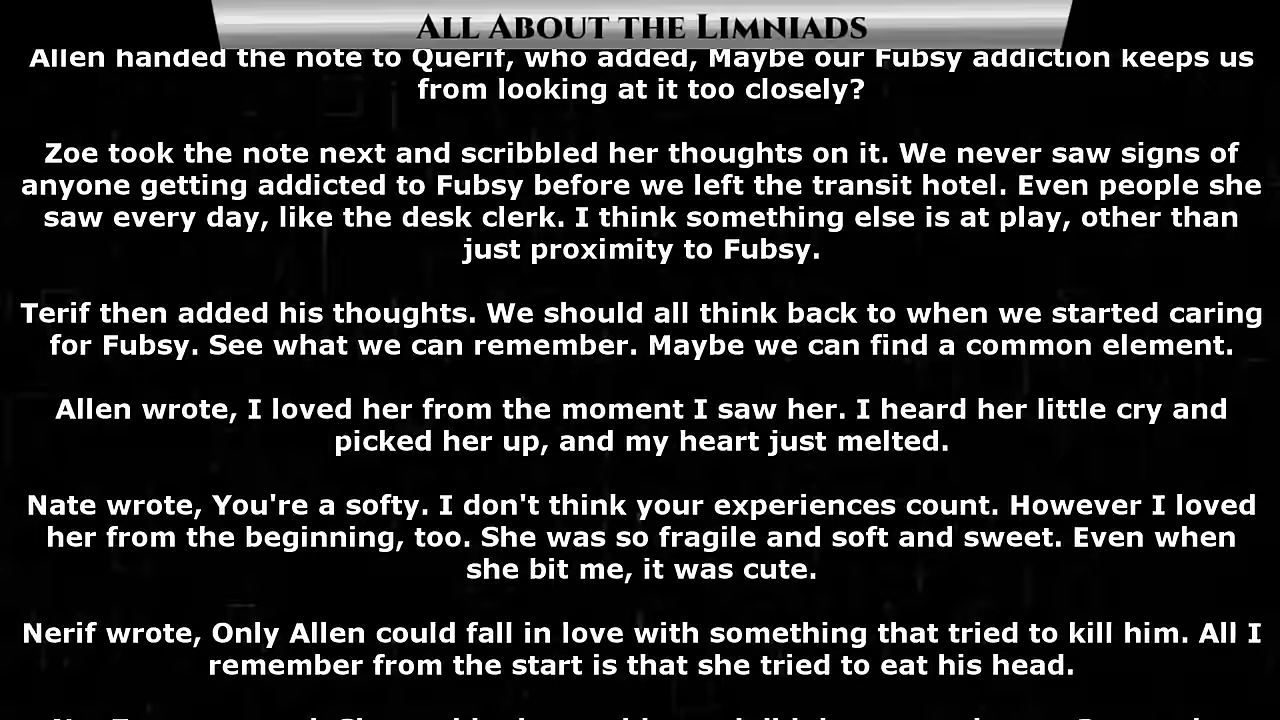 All About the Limniads
Allen handed the note to Querif, who added, Maybe our Fubsy addiction keeps us
from looking at it too closely?
Zoe took the note next and scribbled her thoughts on it. We never saw signs of
anyone getting addicted to Fubsy before we left the transit hotel. Even people she
saw every day, like the desk clerk. I think something else is at play, other than
just proximity to Fubsy.
Terif then added his thoughts. We should all think back to when we started caring
for Fubsy. See what we can remember. Maybe we can find a common element.
Allen wrote, I loved her from the moment I saw her. I heard her little cry and
picked her up, and my heart just melted.
Nate wrote, You're a softy. I don't think your experiences count. However I loved
her from the beginning, too. She was so fragile and soft and sweet. Even when
she bit me, it was cute.
Nerif wrote, Only Allen could fall in love with something that tried to kill him. All I
remember from the start is that she tried to eat his head.